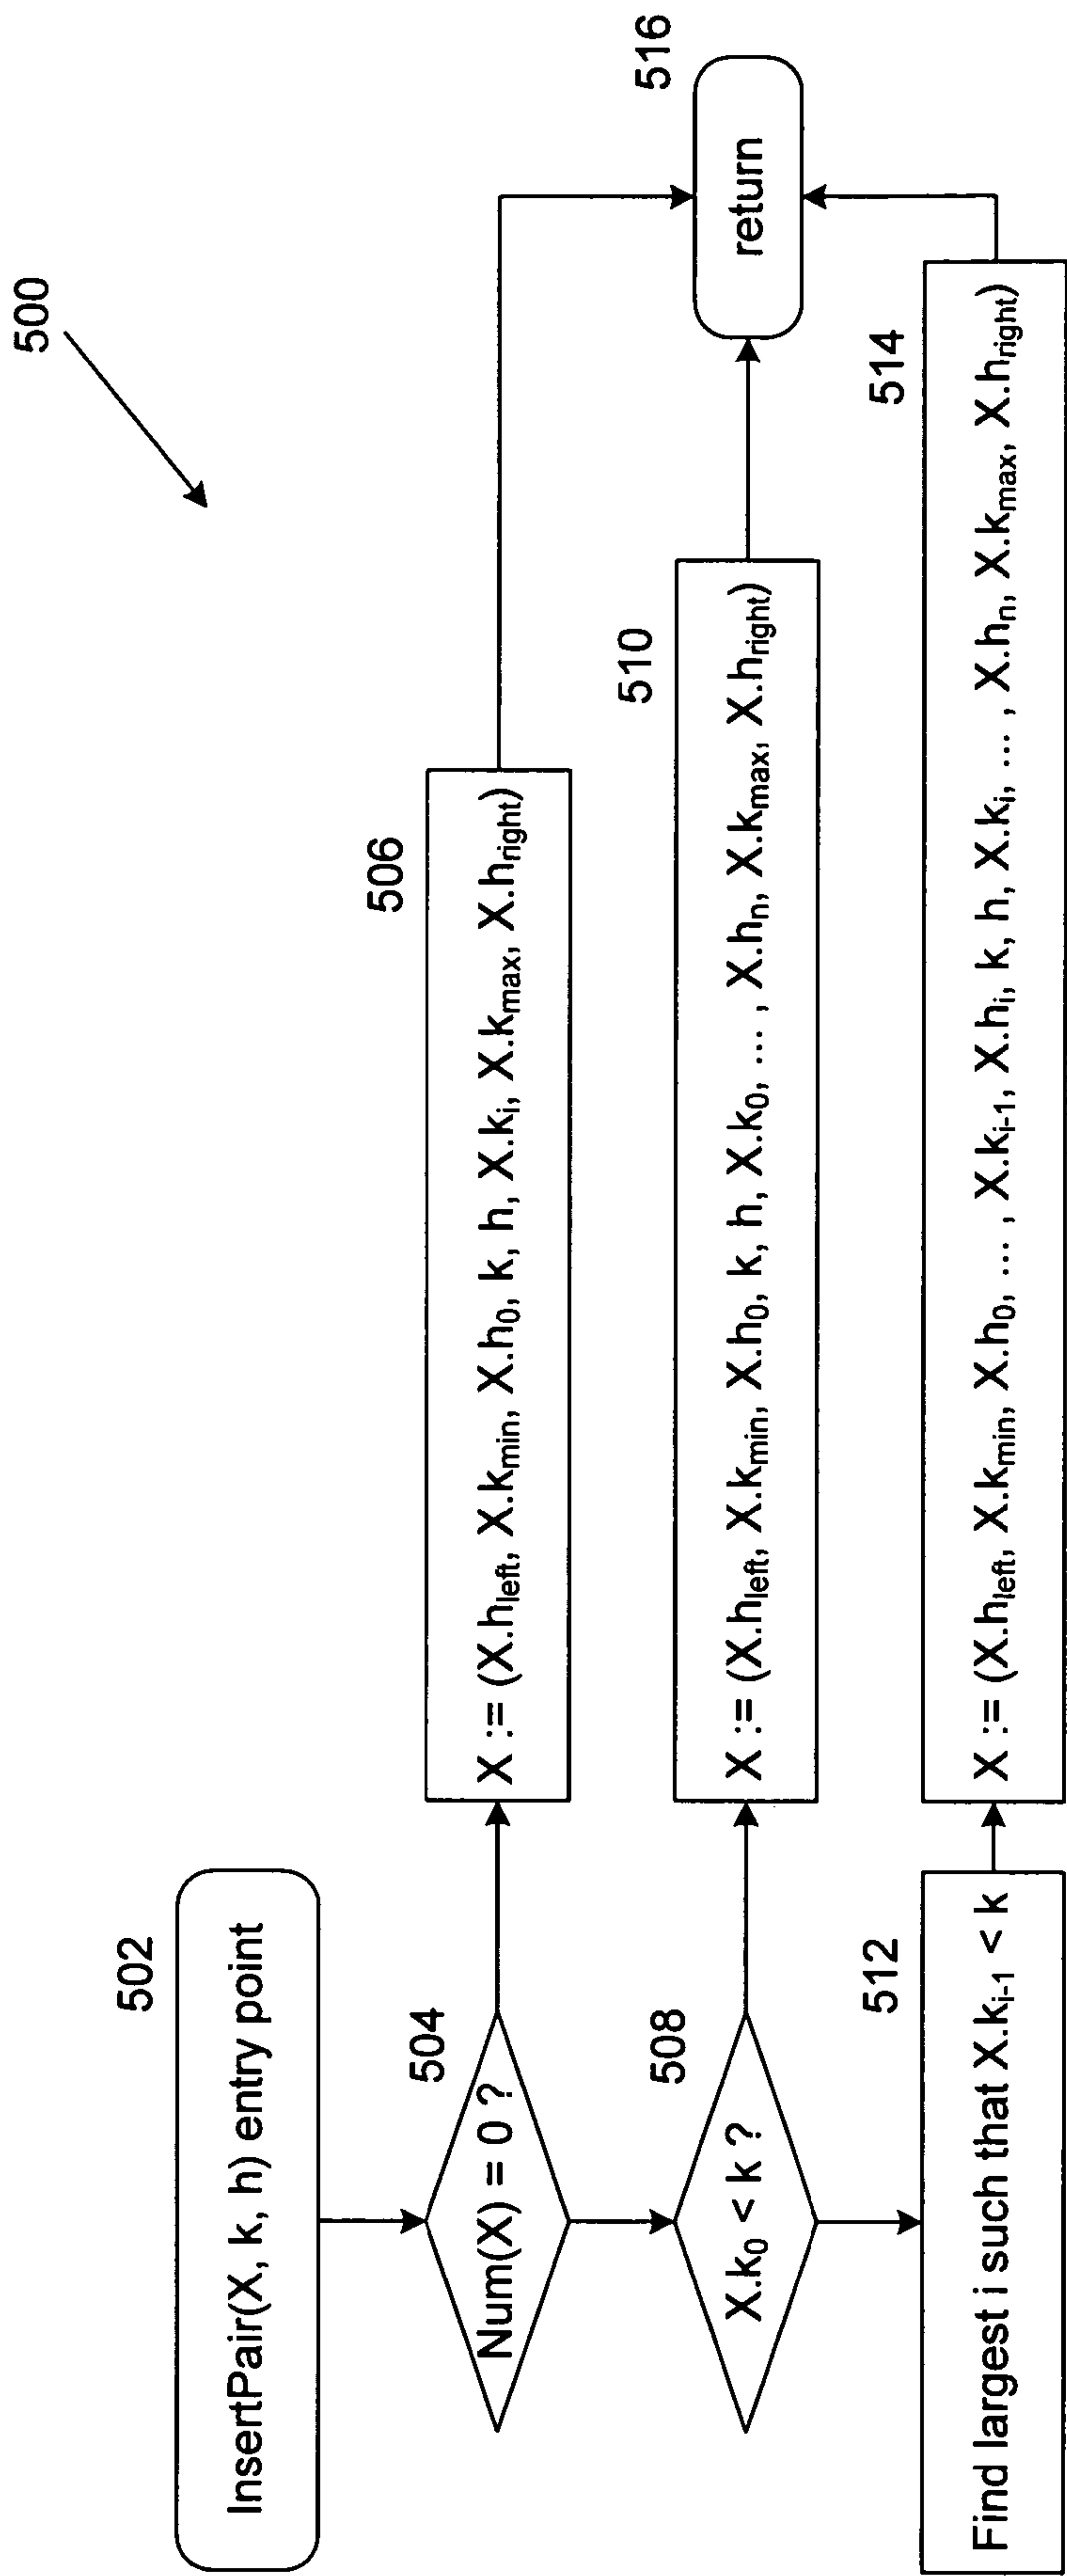 500
502
InsertPair(X, k, h) entry point
504
Num(X) = 0 ?
506
X := (X.h_left, X.k_min, X.h_0, k, h, X.k_i, X.k_max, X.h_right)
508
X.k_0 < k ?
510
X := (X.h_left, X.k_min, X.h_0, k, h, X.k_0, ... , X.h_n, X.k_max, X.h_right)
512
Find largest i such that X.k_i-1 < k
514
X := (X.h_left, X.k_min, X.h_0, ... , X.k_i-1, X.h_i, k, h, X.k_i, ... , X.h_n, X.k_max, X.h_right)
516
return